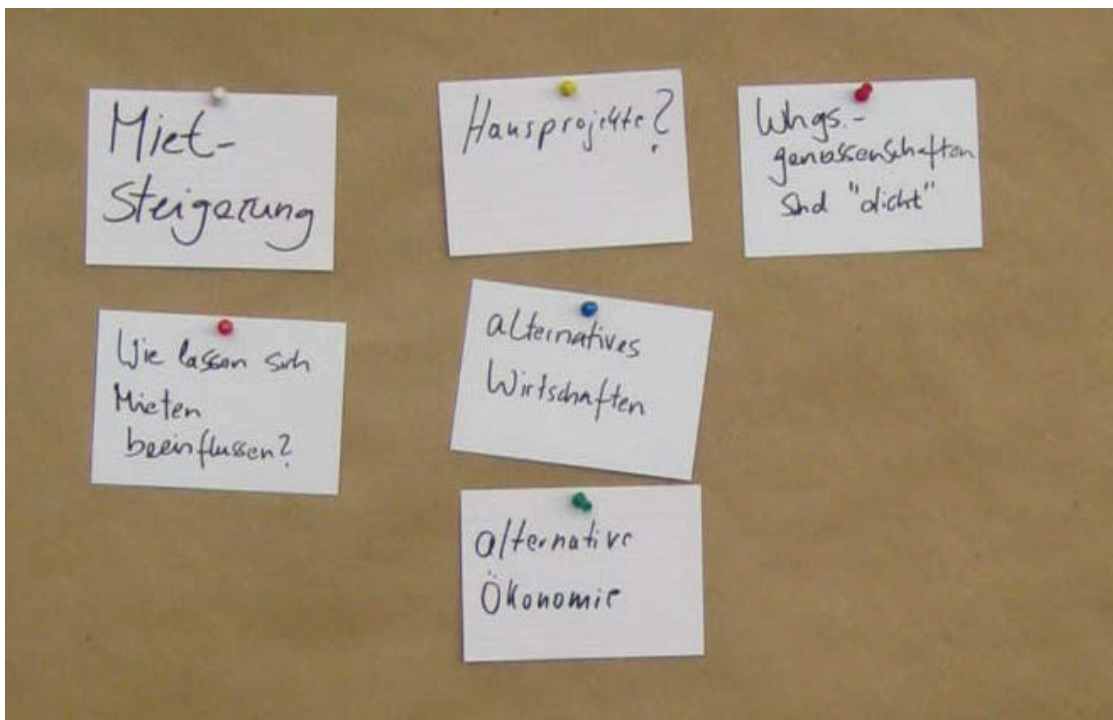 Miet-
Steigerung
Wie lassen sich
Mieten
beeinflussen?
Hausprojekte?
alternatives
Wirtschaften
alternative
Ökonomie
Whgs.-
genossenschaften
sind "dicht"